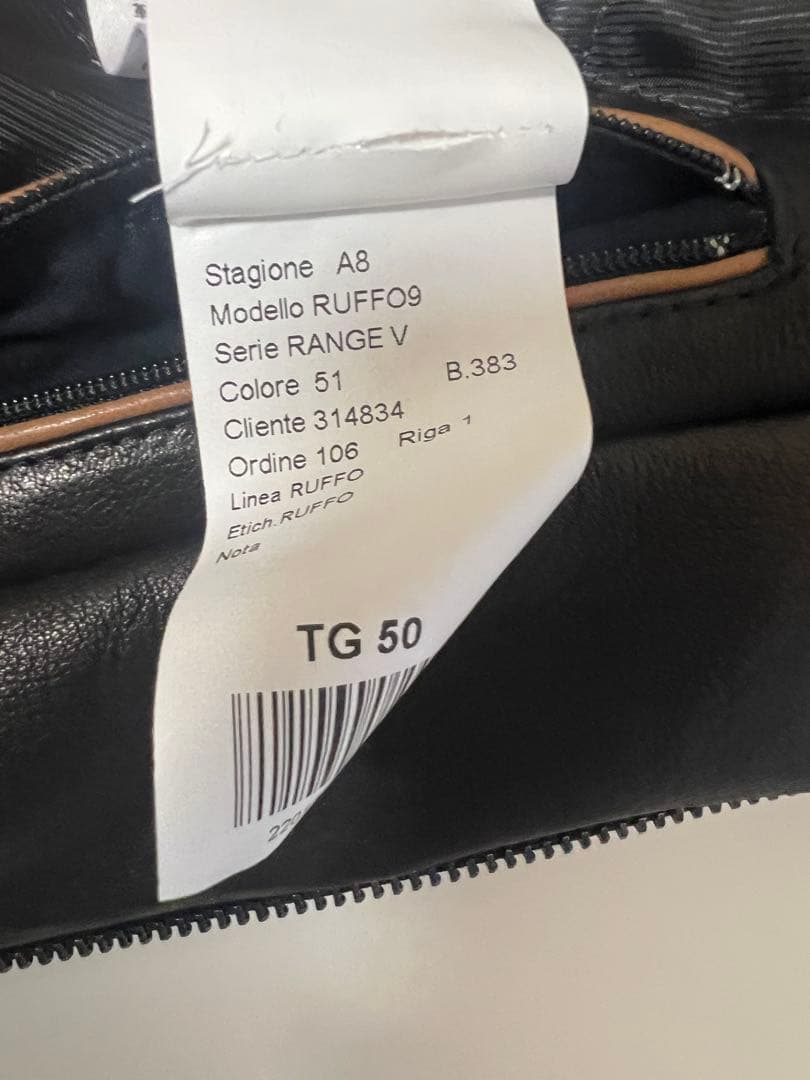 Stagione A8
Modello RUFFO9
Serie RANGE V
Colore 51 B.383
Cliente 314834
Ordine 106 Riga 1
Linea RUFFO
Etich.RUFFO
Nota
TG 50